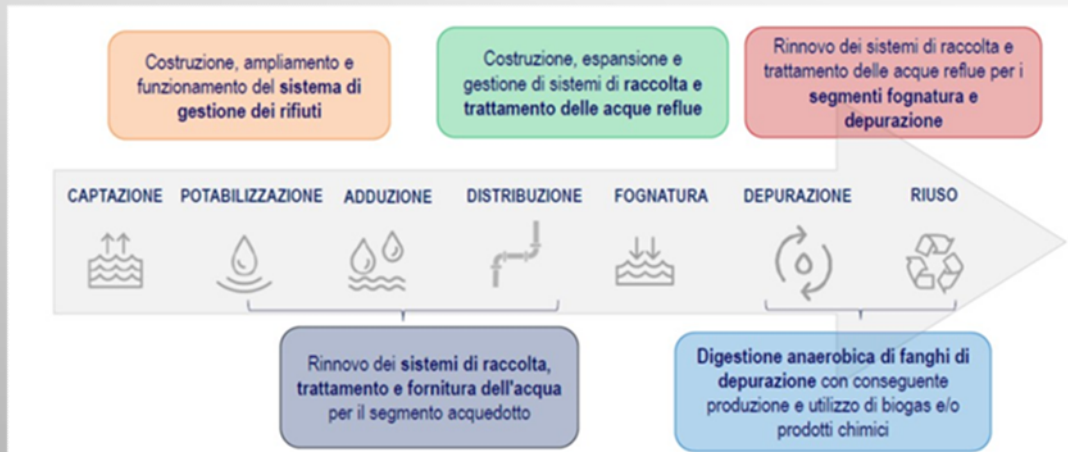 Costruzione, ampliamento e
funzionamento del sistema di
gestione dei rifiuti
Costruzione, espansione e
gestione di sistemi di raccolta e
trattamento delle acque reflue
Rinnovo dei sistemi di raccolta e
trattamento delle acque reflue per i
segmenti fognatura e
depurazione
CAPTAZIONE POTABILIZZAZIONE ADDUZIONE DISTRIBUZIONE FOGNATURA DEPURAZIONE RIUSO
Rinnovo dei sistemi di raccolta,
trattamento e fornitura dell'acqua
per il segmento acquedotto
Digestione anaerobica di fanghi di
depurazione con conseguente
produzione e utilizzo di biogas e/o
prodotti chimici